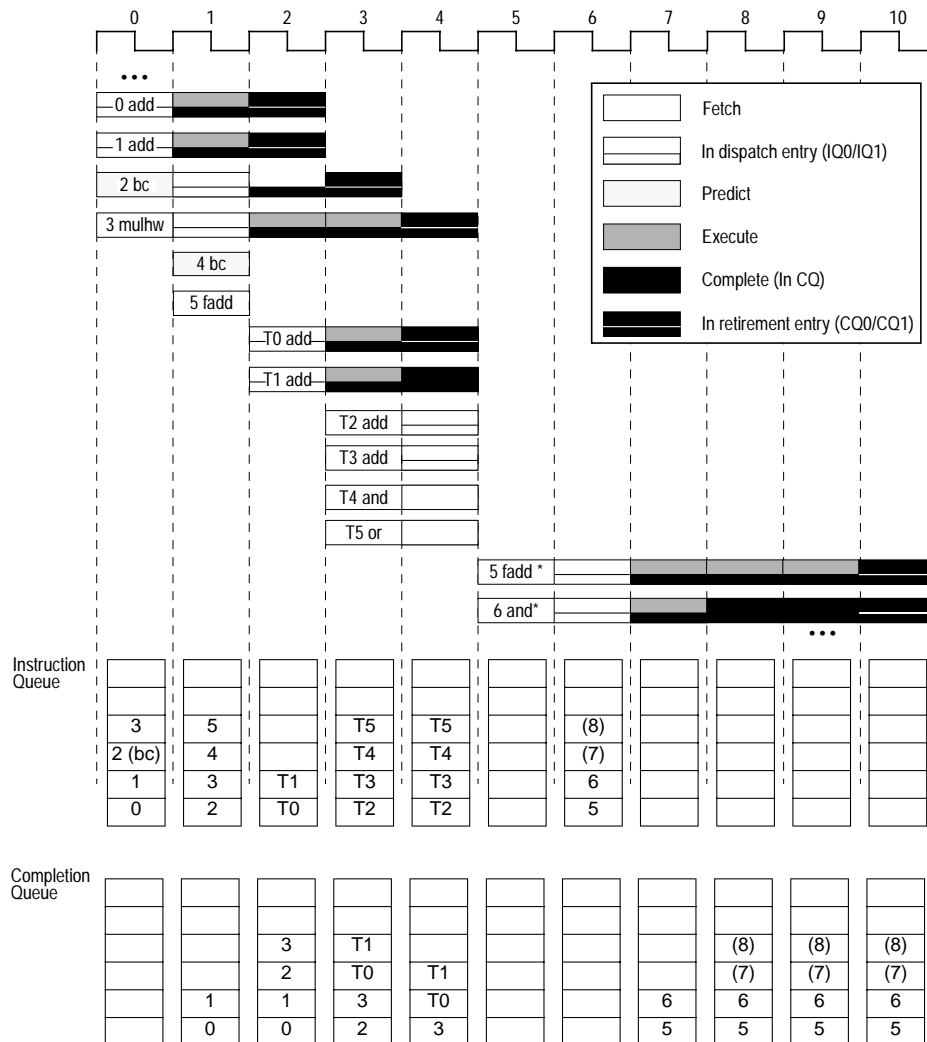 0 1 2 3 4 5 6 7 8 9 10
•••
0 add
1 add
2 bc
3 mulhw
4 bc
5 fadd
T0 add
T1 add
T2 add
T3 add
T4 and
T5 or
5 fadd *
6 and*
•••
Fetch
In dispatch entry (IQ0/IQ1)
Predict
Execute
Complete (In CQ)
In retirement entry (CQ0/CQ1)
Instruction
Queue
3 5 T5 T5 (8)
2 (bc) 4 T4 T4 (7)
1 3 T1 T3 T3 6
0 2 T0 T2 T2 5
Completion
Queue
3 T1 (8) (8) (8)
2 T0 T1 (7) (7) (7)
1 1 3 T0 6 6 6 6
0 0 2 3 5 5 5 5